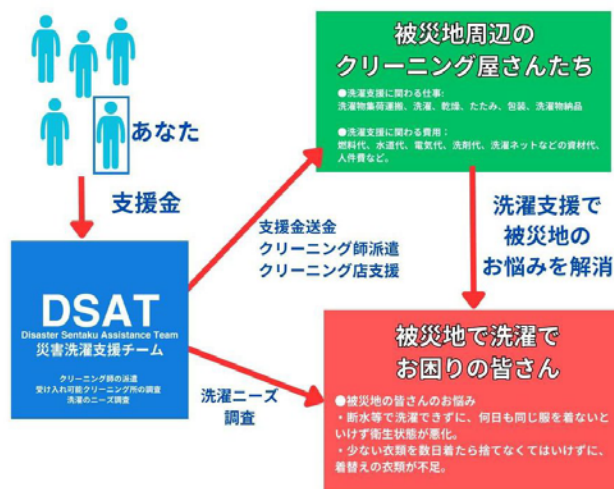 あなた
支援金
DSAT
Disaster Sentaku Assistance Team
災害洗濯支援チーム
クリーニング師の派遣
受け入れ可能クリーニング所の調査
洗濯のニーズ調査
支援金送金
クリーニング師派遣
クリーニング店支援
洗濯ニーズ
調査
被災地周辺の
クリーニング屋さんたち
●洗濯支援に関わる仕事:
洗濯物集荷運搬、洗濯、乾燥、たたみ、包装、洗濯物納品
●洗濯支援に関わる費用：
燃料代、水道代、電気代、洗剤代、洗濯ネットなどの資材代、
人件費など。
洗濯支援で
被災地の
お悩みを解消
被災地で洗濯で
お困りの皆さん
●被災地の皆さんのお悩み
・断水等で洗濯できずに、何日も同じ服を着ないと
いけず衛生状態が悪化。
・少ない衣類を数日着たら捨てなくてはいけずに、
着替えの衣類が不足。